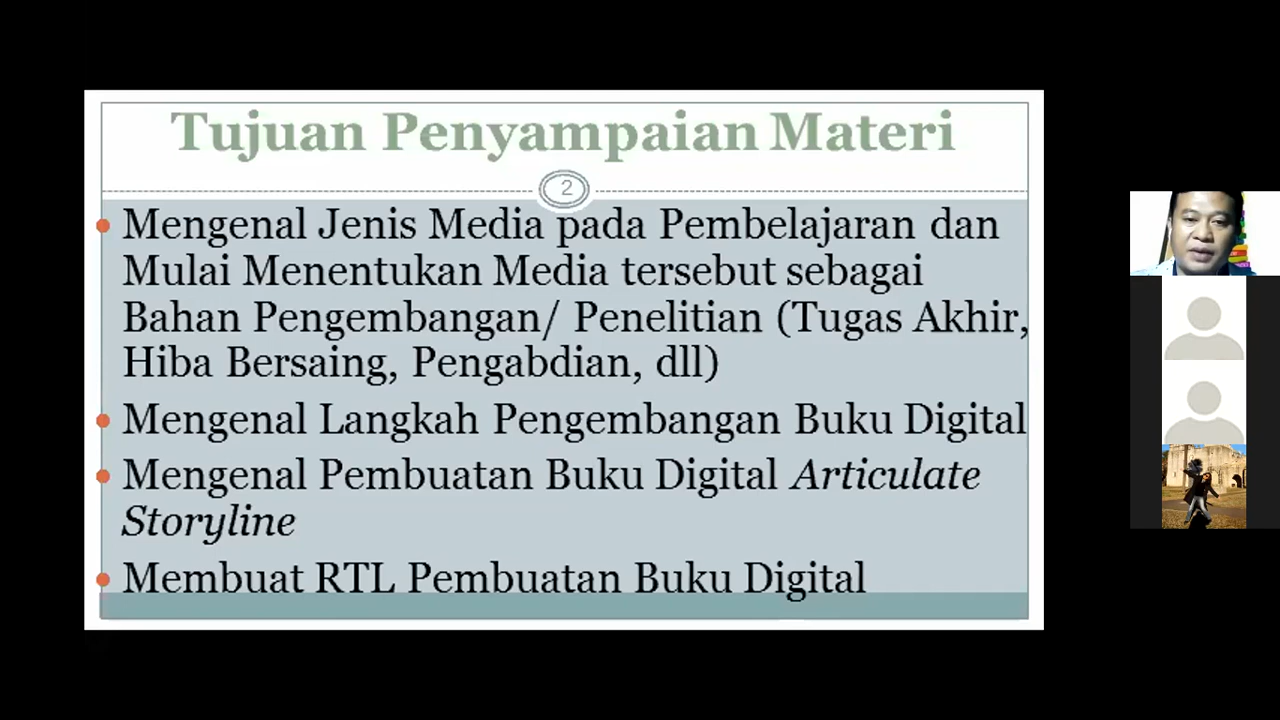 Tujuan Penyampaian Materi
2
Mengenal Jenis Media pada Pembelajaran dan
Mulai Menentukan Media tersebut sebagai
Bahan Pengembangan/ Penelitian (Tugas Akhir,
Hiba Bersaing, Pengabdian, dll)
Mengenal Langkah Pengembangan Buku Digital
Mengenal Pembuatan Buku Digital Articulate
Storyline
Membuat RTL Pembuatan Buku Digital